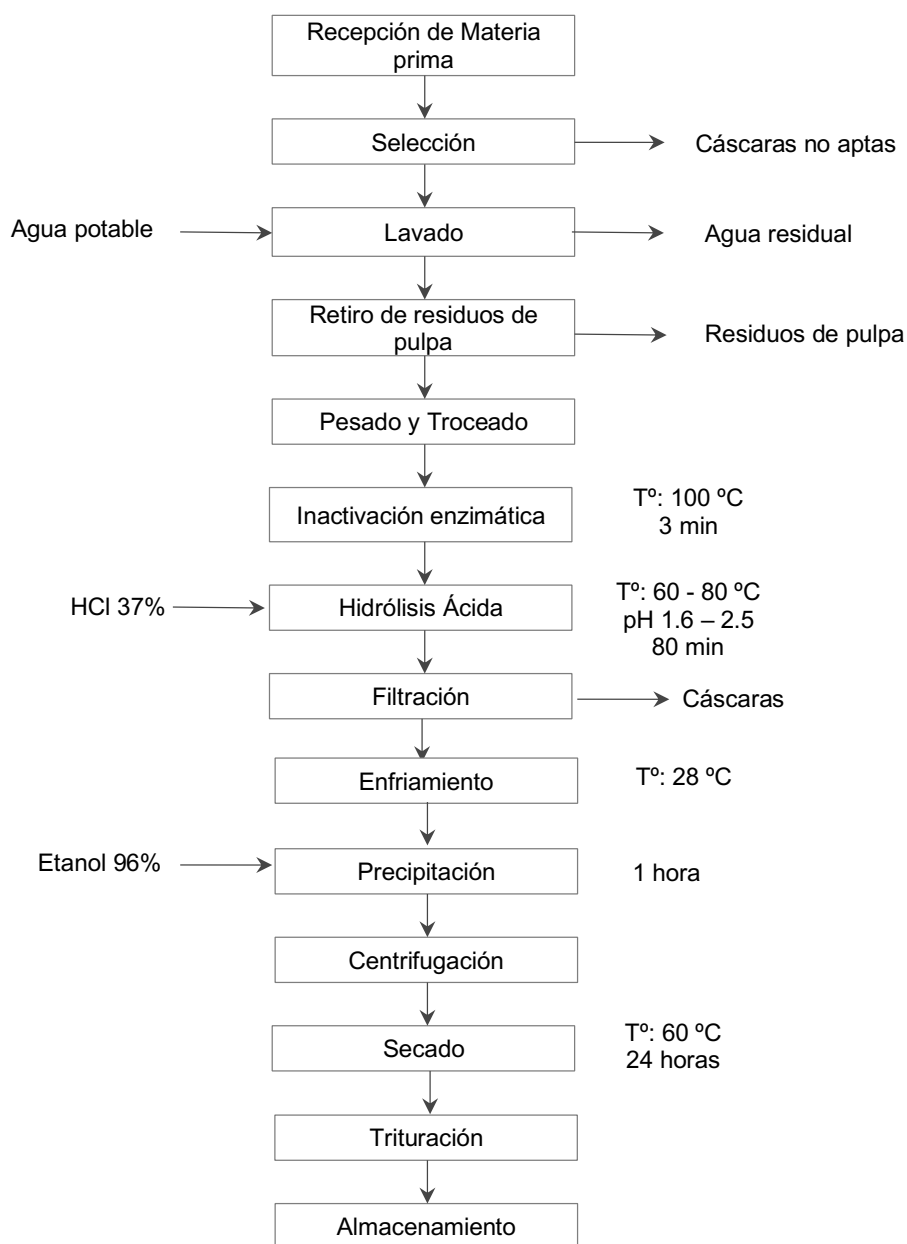 Recepción de Materia
prima
Selección
Cáscaras no aptas
Agua potable
Lavado
Agua residual
Retiro de residuos de
pulpa
Residuos de pulpa
Pesado y Troceado
Inactivación enzimática
Tº: 100 ºC
3 min
HCl 37%
Hidrólisis Ácida
Tº: 60 - 80 ºC
pH 1.6 – 2.5
80 min
Filtración
Cáscaras
Enfriamiento
Tº: 28 ºC
Etanol 96%
Precipitación
1 hora
Centrifugación
Secado
Tº: 60 ºC
24 horas
Trituración
Almacenamiento